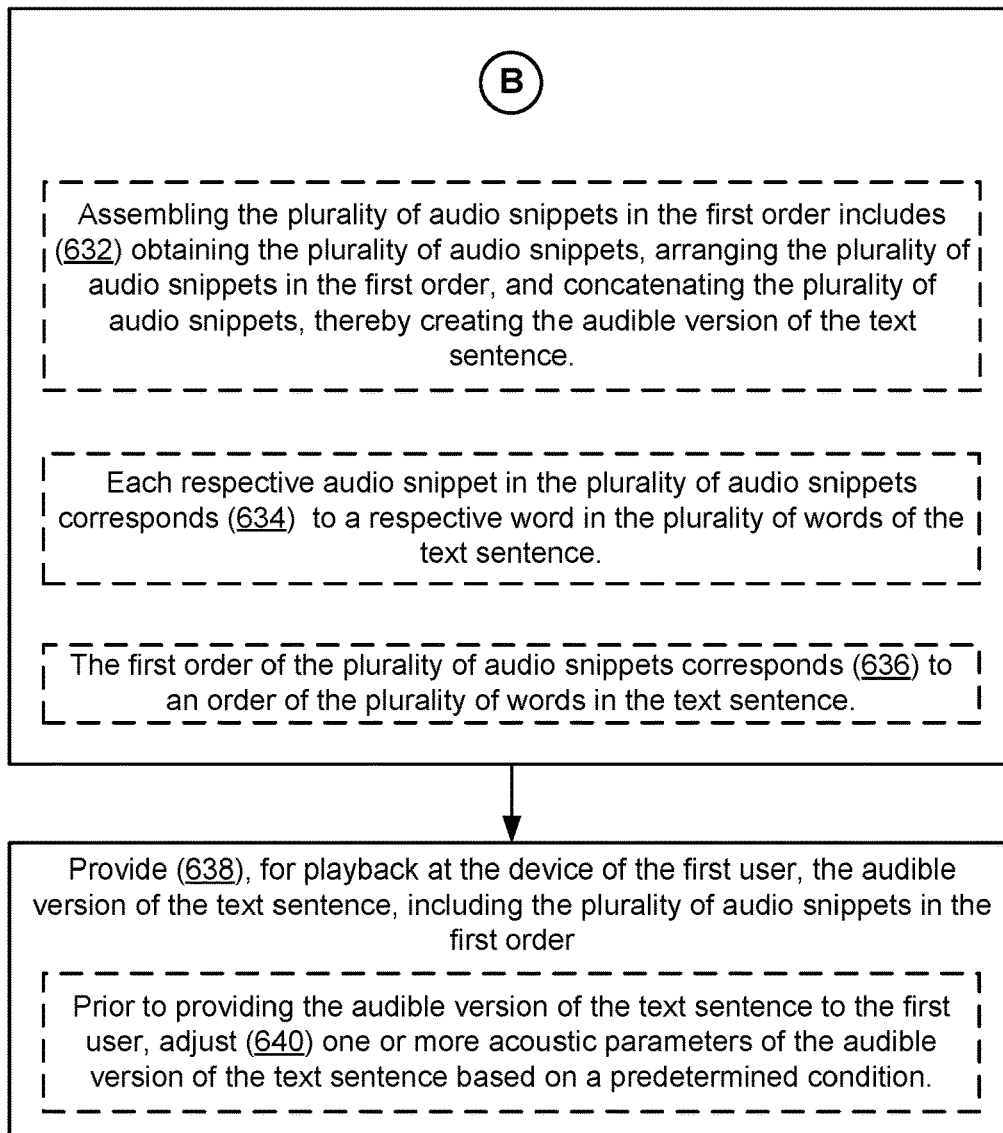 B
Assembling the plurality of audio snippets in the first order includes
(632) obtaining the plurality of audio snippets, arranging the plurality of
audio snippets in the first order, and concatenating the plurality of
audio snippets, thereby creating the audible version of the text
sentence.
Each respective audio snippet in the plurality of audio snippets
corresponds (634) to a respective word in the plurality of words of the
text sentence.
The first order of the plurality of audio snippets corresponds (636) to
an order of the plurality of words in the text sentence.
Provide (638), for playback at the device of the first user, the audible
version of the text sentence, including the plurality of audio snippets in the
first order
Prior to providing the audible version of the text sentence to the first
user, adjust (640) one or more acoustic parameters of the audible
version of the text sentence based on a predetermined condition.